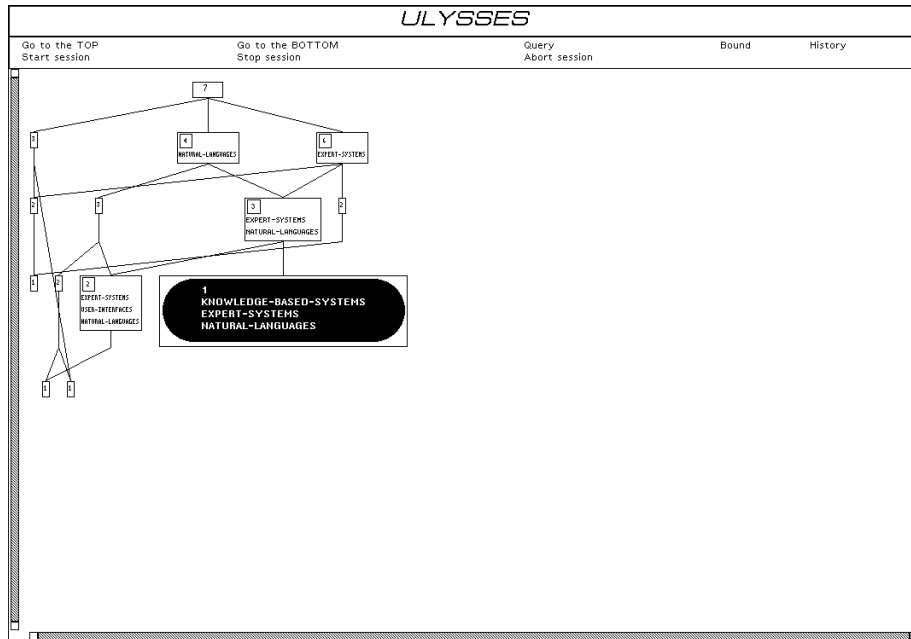 ULYSSES
Go to the TOP Go to the BOTTOM Query Bound History
Start session Stop session Abort session
7
3 4 6
NATURAL-LANGUAGES EXPERT-SYSTEMS
2 3 3 2
EXPERT-SYSTEMS
NATURAL-LANGUAGES
1 2 2
EXPERT-SYSTEMS
USER-INTERFACES
NATURAL-LANGUAGES
1
KNOWLEDGE-BASED-SYSTEMS
EXPERT-SYSTEMS
NATURAL-LANGUAGES
1 1